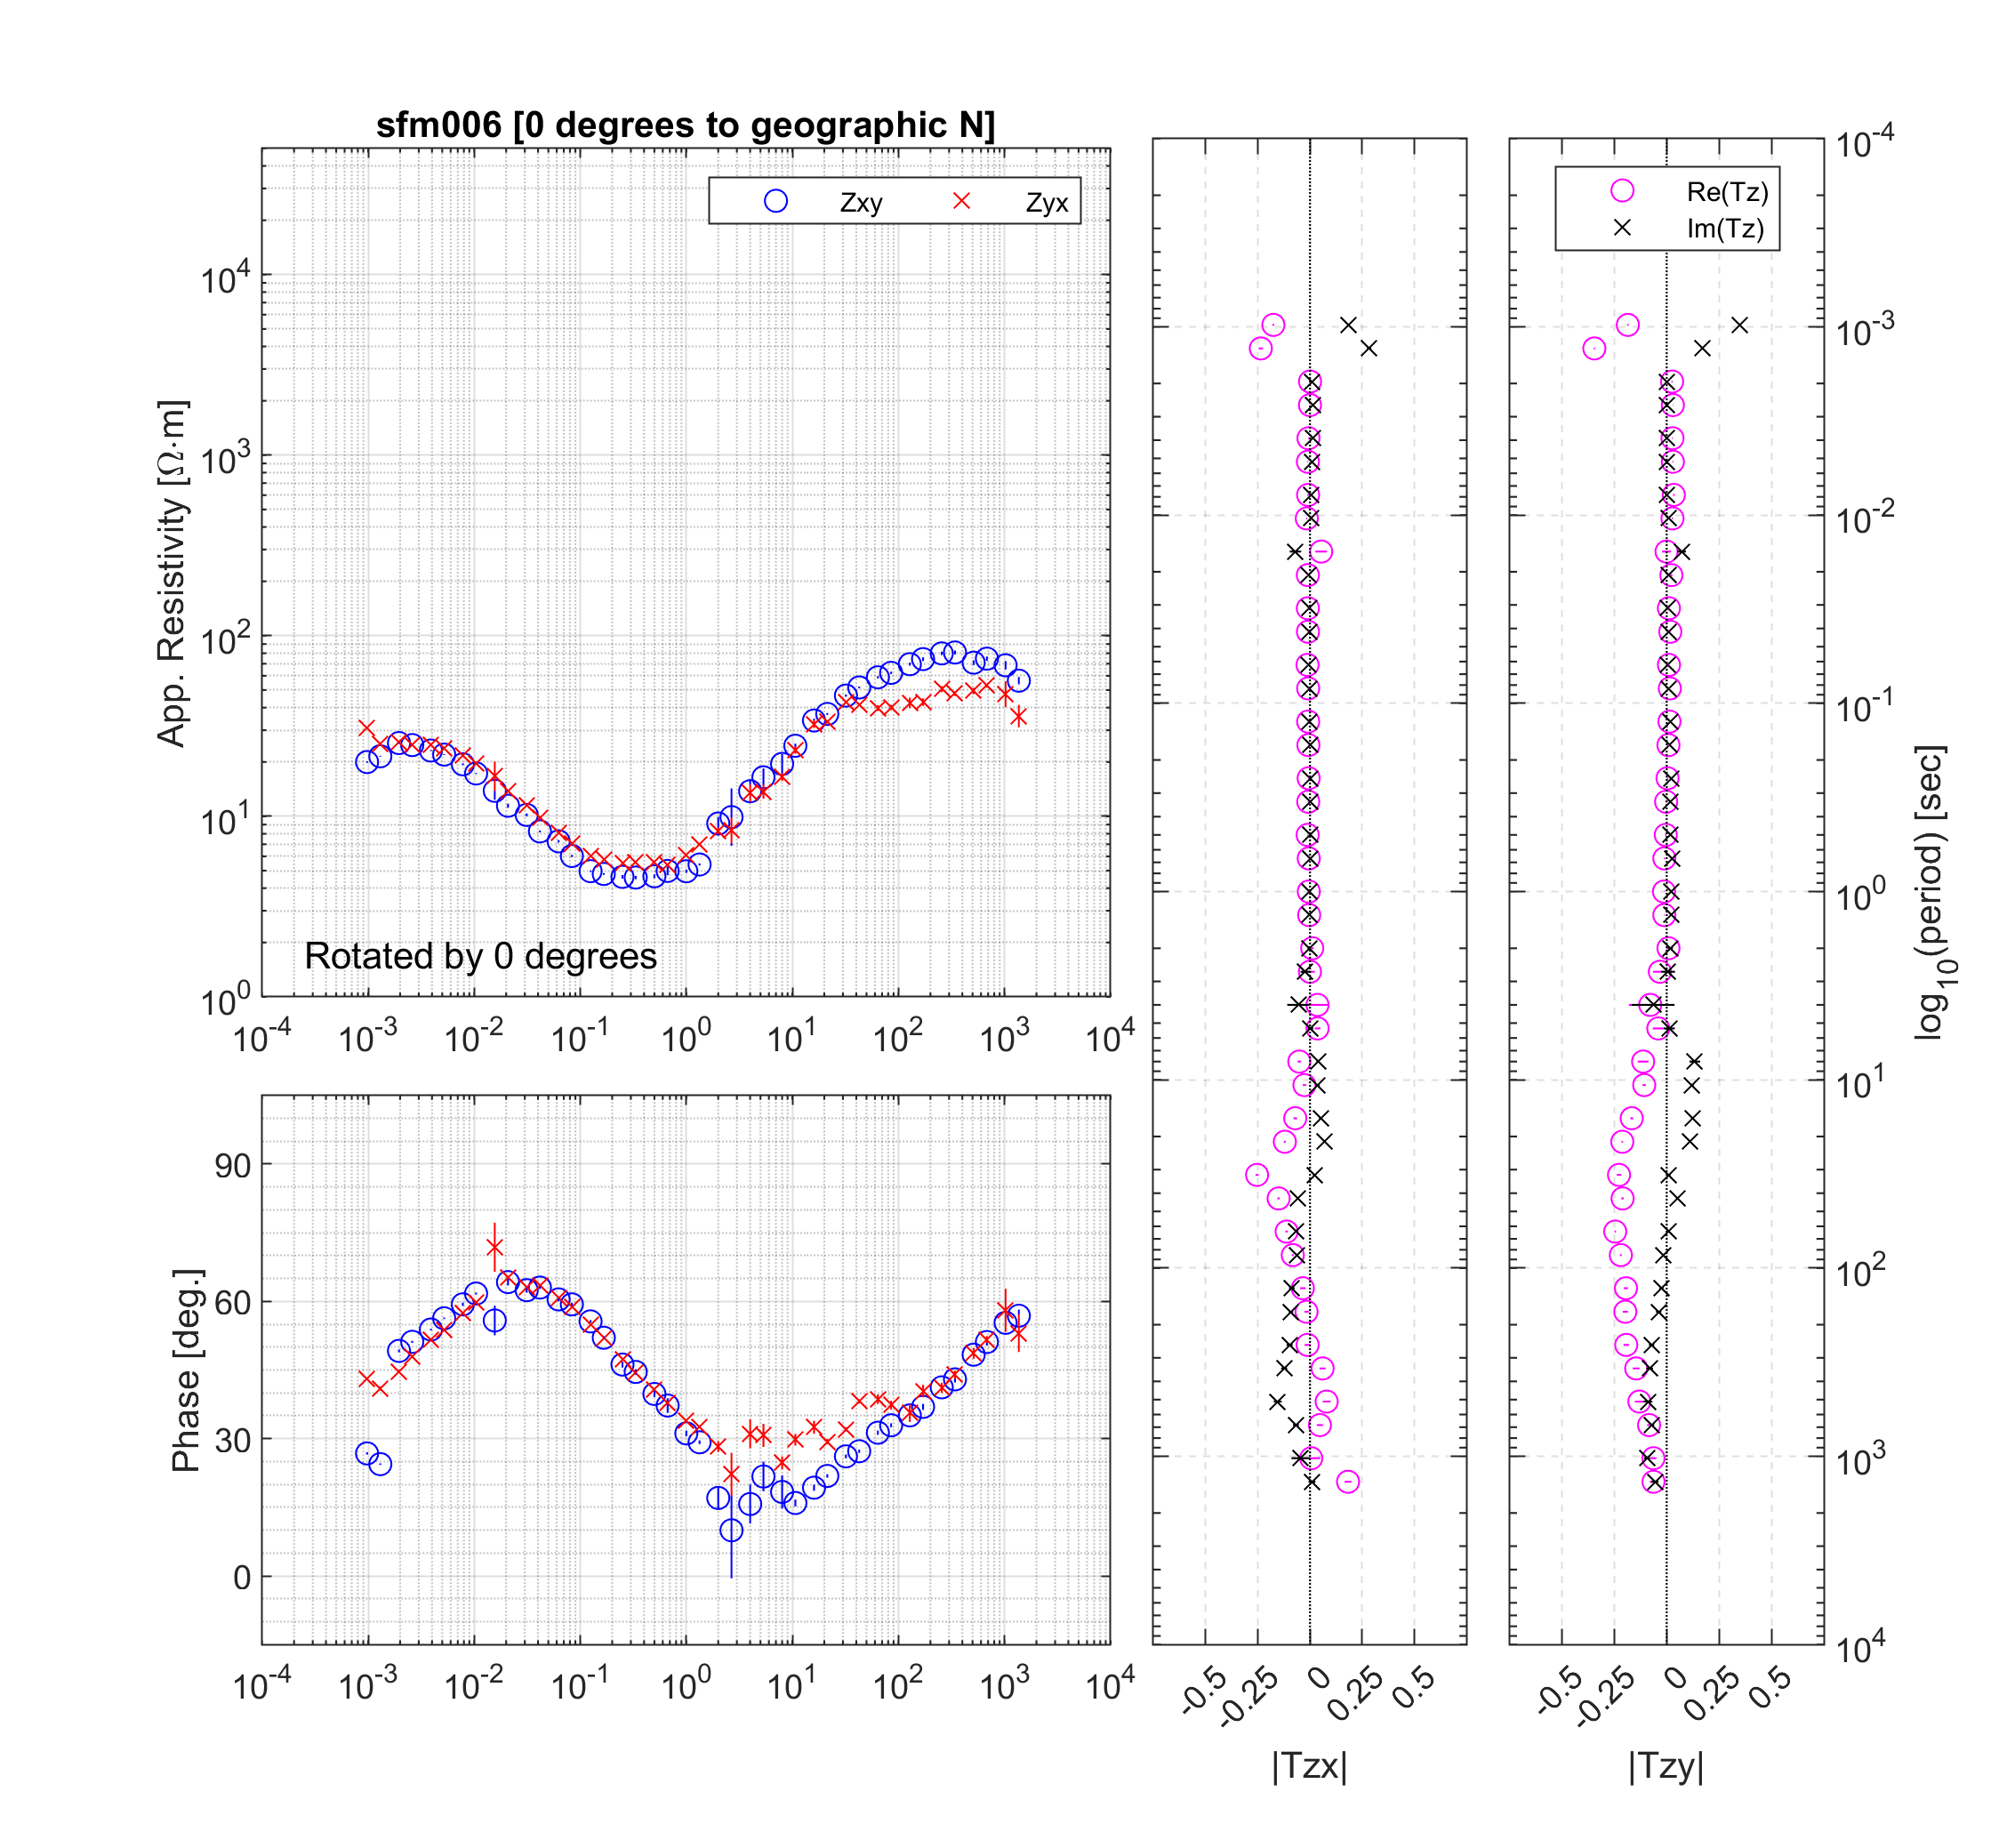 sfm006 [0 degrees to geographic N]
Zxy Zyx
App. Resistivity [Ω·m]
10^4
10^3
10^2
10^1
10^0
Rotated by 0 degrees
10^-4 10^-3 10^-2 10^-1 10^0 10^1 10^2 10^3 10^4
Phase [deg.]
90
60
30
0
10^-4 10^-3 10^-2 10^-1 10^0 10^1 10^2 10^3 10^4
-0.5 -0.25 0 0.25 0.5
|Tzx|
Re(Tz)
Im(Tz)
10^-4
10^-3
10^-2
10^-1
10^0
10^1
10^2
10^3
10^4
log10(period) [sec]
-0.5 -0.25 0 0.25 0.5
|Tzy|